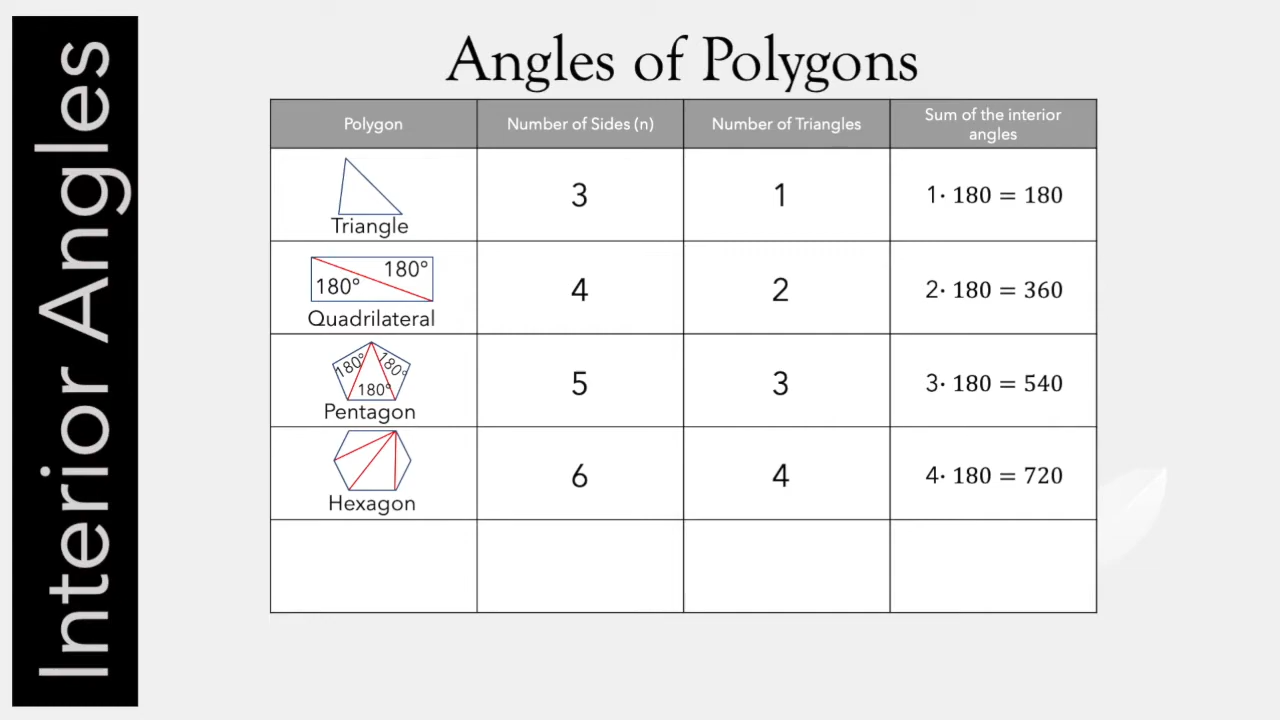 Interior Angles
Angles of Polygons
Polygon
Number of Sides (n)
Number of Triangles
Sum of the interior
angles
Triangle
3
1
1· 180 = 180
180°
180°
Quadrilateral
4
2
2· 180 = 360
180°
180°
180°
Pentagon
5
3
3· 180 = 540
Hexagon
6
4
4· 180 = 720